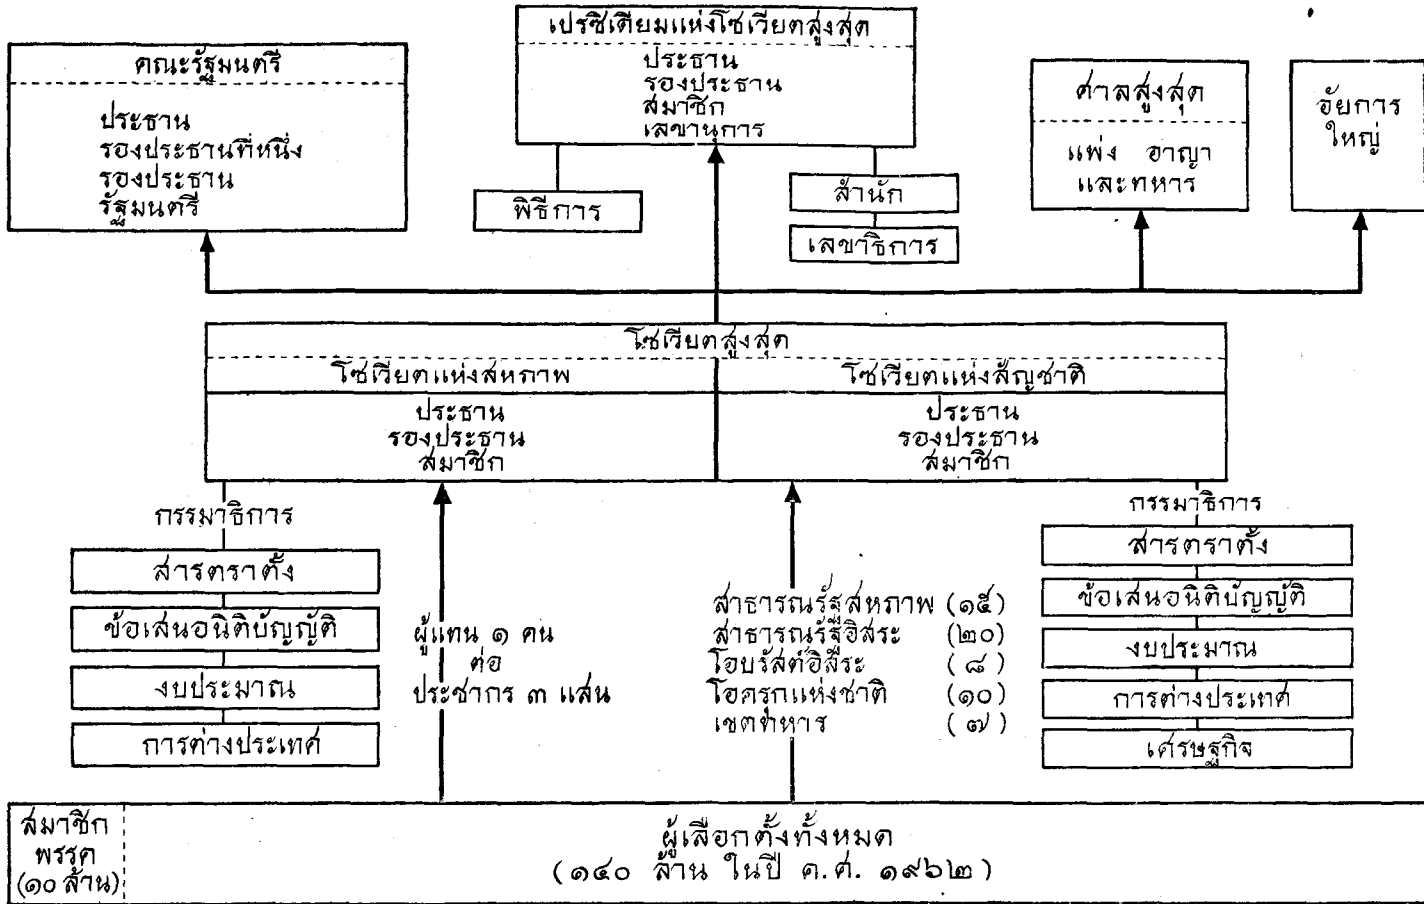 คณะรัฐมนตรี
ประธาน
รองประธานที่หนึ่ง
รองประธาน
รัฐมนตรี
เปรซิเดียมแห่งโซเวียตสูงสุด
ประธาน
รองประธาน
สมาชิก
เลขานุการ
พิธีการ
สำนัก
เลขาธิการ
ศาลสูงสุด
แพ่ง อาญา
และทหาร
อัยการ
ใหญ่
โซเวียตสูงสุด
โซเวียตแห่งสหภาพ
ประธาน
รองประธาน
สมาชิก
โซเวียตแห่งสัญชาติ
ประธาน
รองประธาน
สมาชิก
กรรมาธิการ
สารตราตั้ง
ข้อเสนอนิติบัญญัติ
งบประมาณ
การต่างประเทศ
ผู้แทน ๑ คน
ต่อ
ประชากร ๓ แสน
สาธารณรัฐสหภาพ (๑๕)
สาธารณรัฐอิสระ (๒๐)
โอบรัสต์อิสระ (๘)
โอครุกแห่งชาติ (๑๐)
เขตทหาร (๗)
กรรมาธิการ
สารตราตั้ง
ข้อเสนอนิติบัญญัติ
งบประมาณ
การต่างประเทศ
เศรษฐกิจ
สมาชิก
พรรค
(๑๐ ล้าน)
ผู้เลือกตั้งทั้งหมด
(๑๔๐ ล้าน ในปี ค.ศ. ๑๙๖๒)